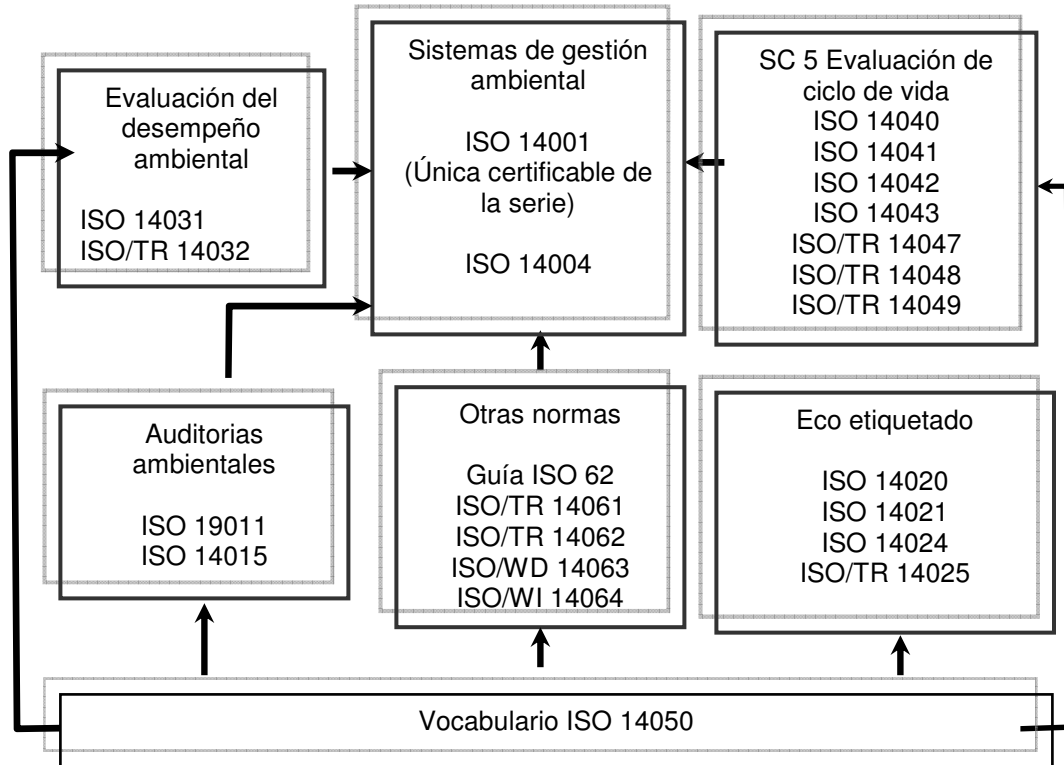 Evaluación del
desempeño
ambiental
ISO 14031
ISO/TR 14032
Sistemas de gestión
ambiental
ISO 14001
(Única certificable de
la serie)
ISO 14004
SC 5 Evaluación de
ciclo de vida
ISO 14040
ISO 14041
ISO 14042
ISO 14043
ISO/TR 14047
ISO/TR 14048
ISO/TR 14049
Auditorias
ambientales
ISO 19011
ISO 14015
Otras normas
Guía ISO 62
ISO/TR 14061
ISO/TR 14062
ISO/WD 14063
ISO/WI 14064
Eco etiquetado
ISO 14020
ISO 14021
ISO 14024
ISO/TR 14025
Vocabulario ISO 14050